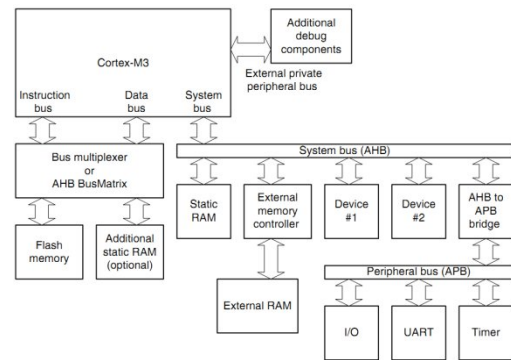 Cortex-M3
Additional
debug
components
External private
peripheral bus
Instruction
bus
Data
bus
System
bus
Bus multiplexer
or
AHB BusMatrix
System bus (AHB)
Flash
memory
Additional
static RAM
(optional)
Static
RAM
External
memory
controller
Device
#1
Device
#2
AHB to
APB
bridge
Peripheral bus (APB)
External RAM
I/O
UART
Timer